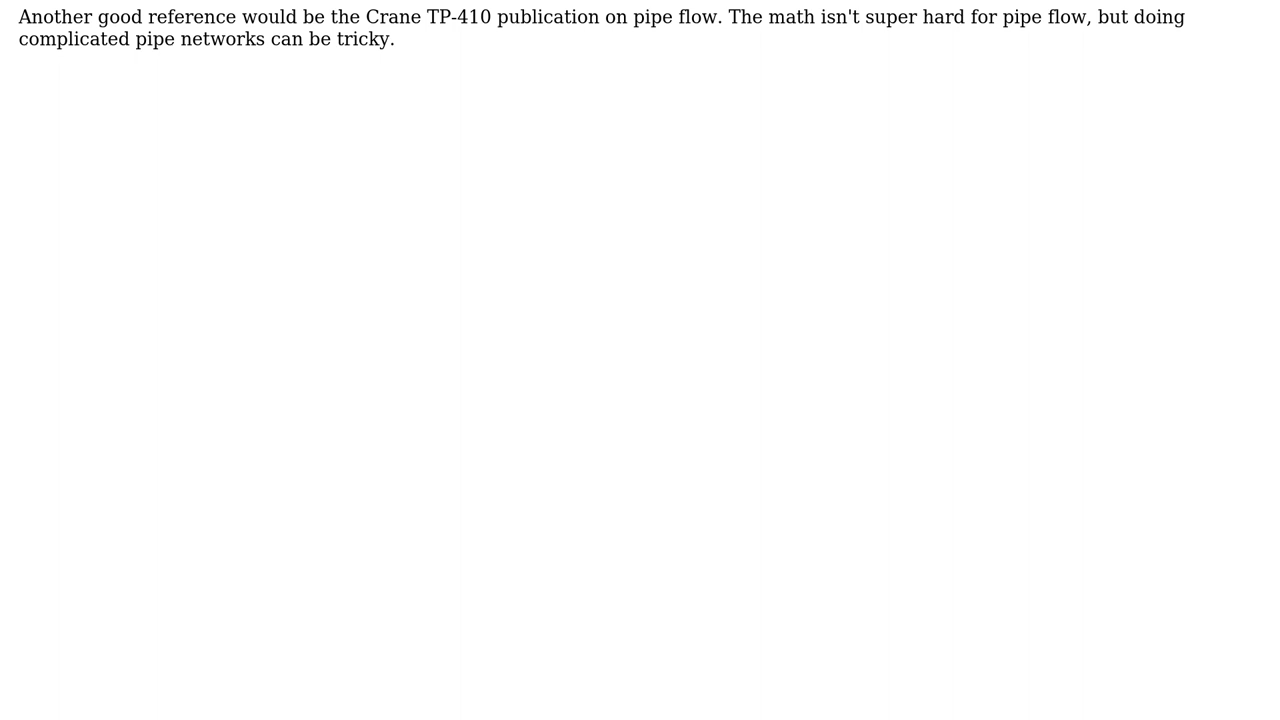 Another good reference would be the Crane TP-410 publication on pipe flow. The math isn't super hard for pipe flow, but doing
complicated pipe networks can be tricky.